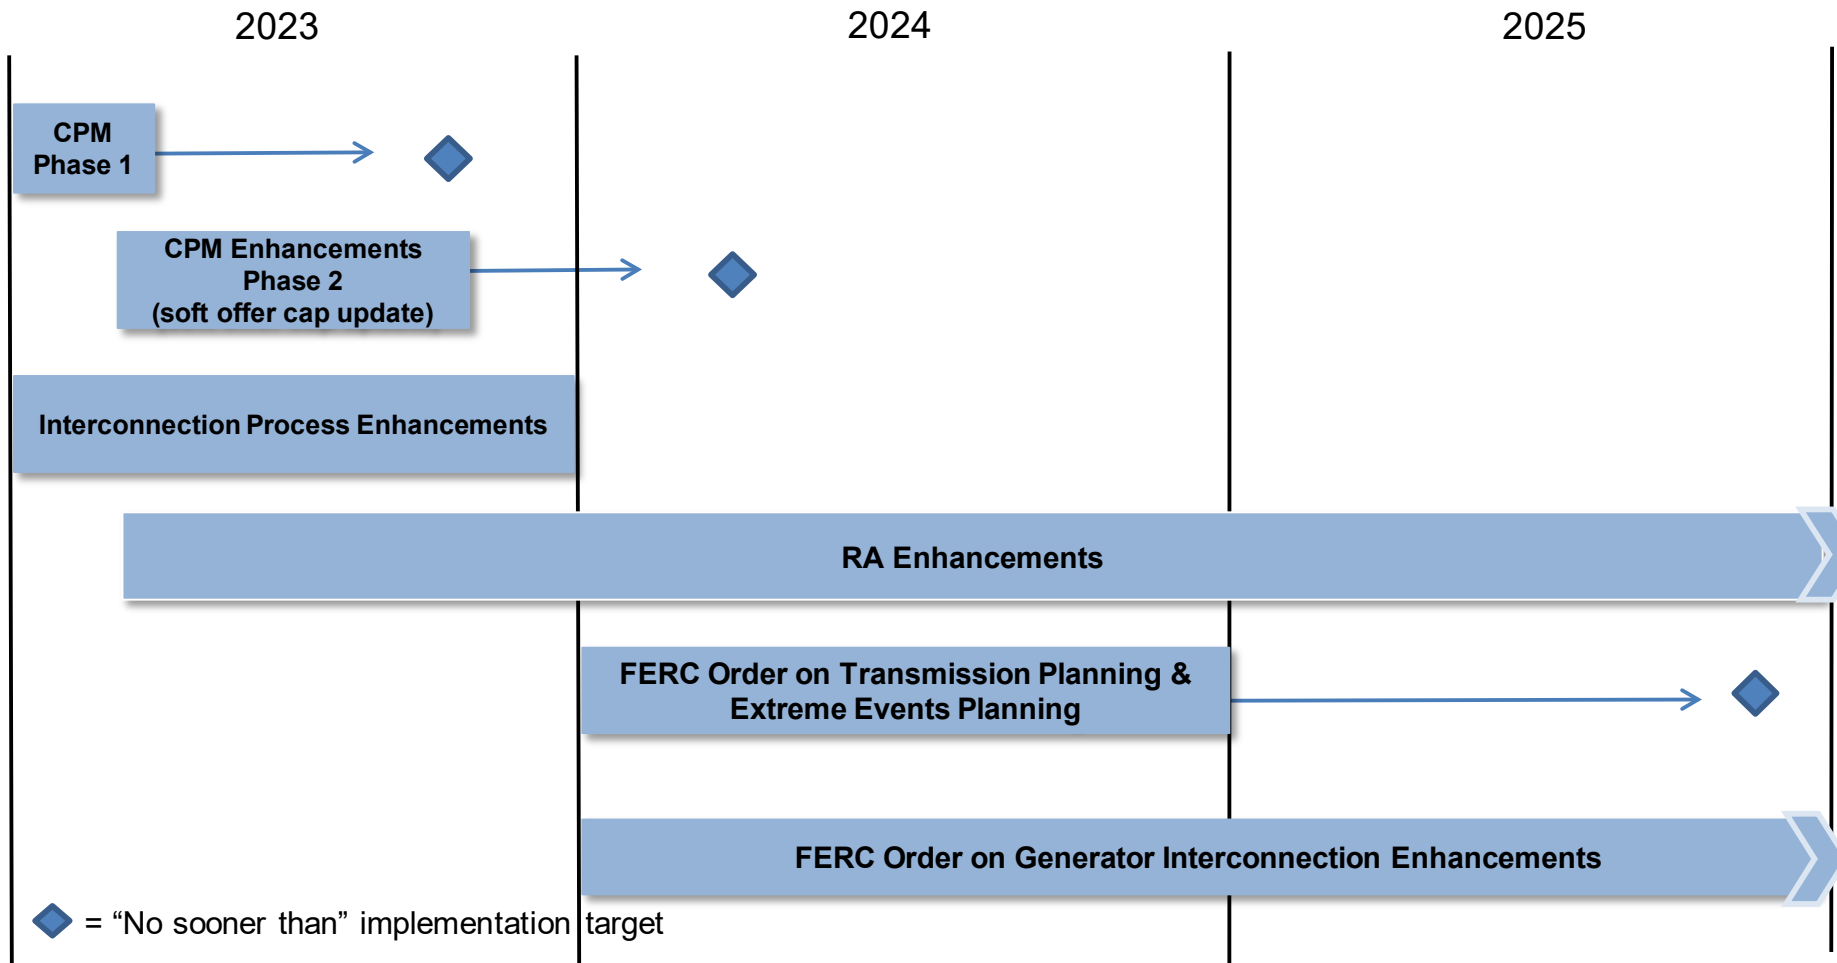 2023
2024
2025
CPM
Phase 1
CPM Enhancements
Phase 2
(soft offer cap update)
Interconnection Process Enhancements
RA Enhancements
FERC Order on Transmission Planning &
Extreme Events Planning
FERC Order on Generator Interconnection Enhancements
= “No sooner than” implementation target